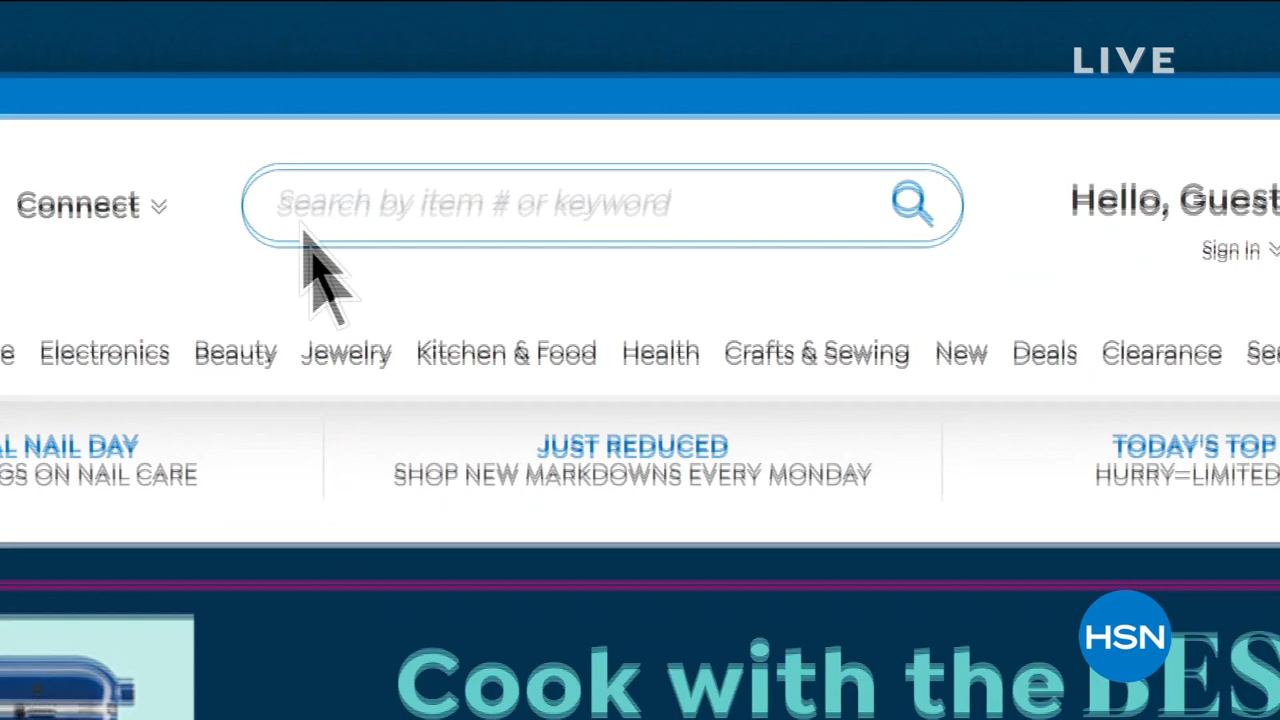 LIVE
Connect
Search by item # or keyword
Hello, Guest
Sign In
Electronics Beauty Jewelry Kitchen & Food Health Crafts & Sewing New Deals Clearance
NAIL DAY JUST REDUCED TODAY'S TOP
ON NAIL CARE SHOP NEW MARKDOWNS EVERY MONDAY HURRY–LIMITED
HSN
Cook with the BES